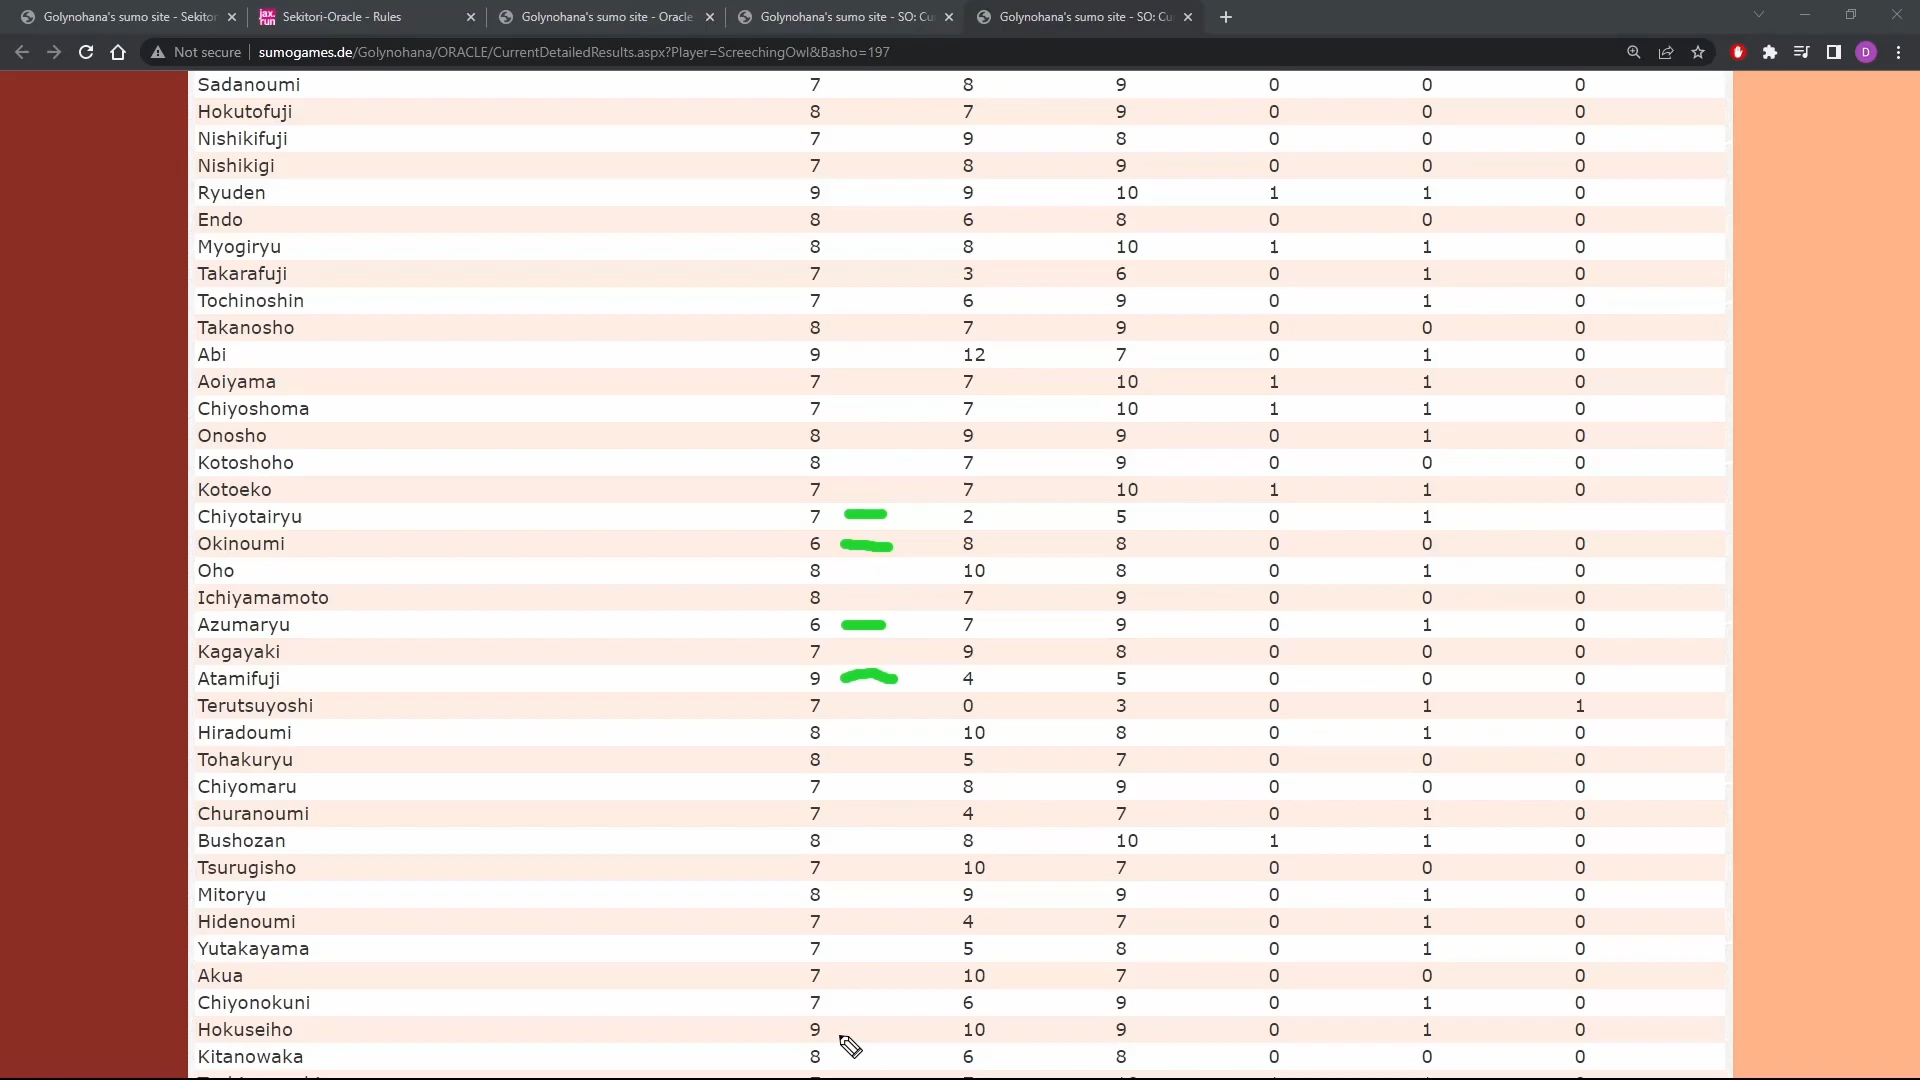 Golynohana's sumo site - Sekitor
jax.run
Sekitori-Oracle - Rules
Golynohana's sumo site - Oracle
Golynohana's sumo site - SO: Cu
Golynohana's sumo site - SO: Cu
Not secure sumogames.de/Golynohana/ORACLE/CurrentDetailedResults.aspx?Player=ScreechingOwl&Basho=197
D
Sadanoumi 7 8 9 0 0 0
Hokutofuji 8 7 9 0 0 0
Nishikifuji 7 9 8 0 0 0
Nishikigi 7 8 9 0 0 0
Ryuden 9 9 10 1 1 0
Endo 8 6 8 0 0 0
Myogiryu 8 8 10 1 1 0
Takarafuji 7 3 6 0 1 0
Tochinoshin 7 6 9 0 1 0
Takanosho 8 7 9 0 0 0
Abi 9 12 7 0 1 0
Aoiyama 7 7 10 1 1 0
Chiyoshoma 7 7 10 1 1 0
Onosho 8 9 9 0 1 0
Kotoshoho 8 7 9 0 0 0
Kotoeko 7 7 10 1 1 0
Chiyotairyu 7 2 5 0 1
Okinoumi 6 8 8 0 0 0
Oho 8 10 8 0 1 0
Ichiyamamoto 8 7 9 0 0 0
Azumaryu 6 7 9 0 1 0
Kagayaki 7 9 8 0 0 0
Atamifuji 9 4 5 0 0 0
Terutsuyoshi 7 0 3 0 1 1
Hiradoumi 8 10 8 0 1 0
Tohakuryu 8 5 7 0 0 0
Chiyomaru 7 8 9 0 0 0
Churanoumi 7 4 7 0 1 0
Bushozan 8 8 10 1 1 0
Tsurugisho 7 10 7 0 0 0
Mitoryu 8 9 9 0 1 0
Hidenoumi 7 4 7 0 1 0
Yutakayama 7 5 8 0 1 0
Akua 7 10 7 0 0 0
Chiyonokuni 7 6 9 0 1 0
Hokuseiho 9 10 9 0 1 0
Kitanowaka 8 6 8 0 0 0